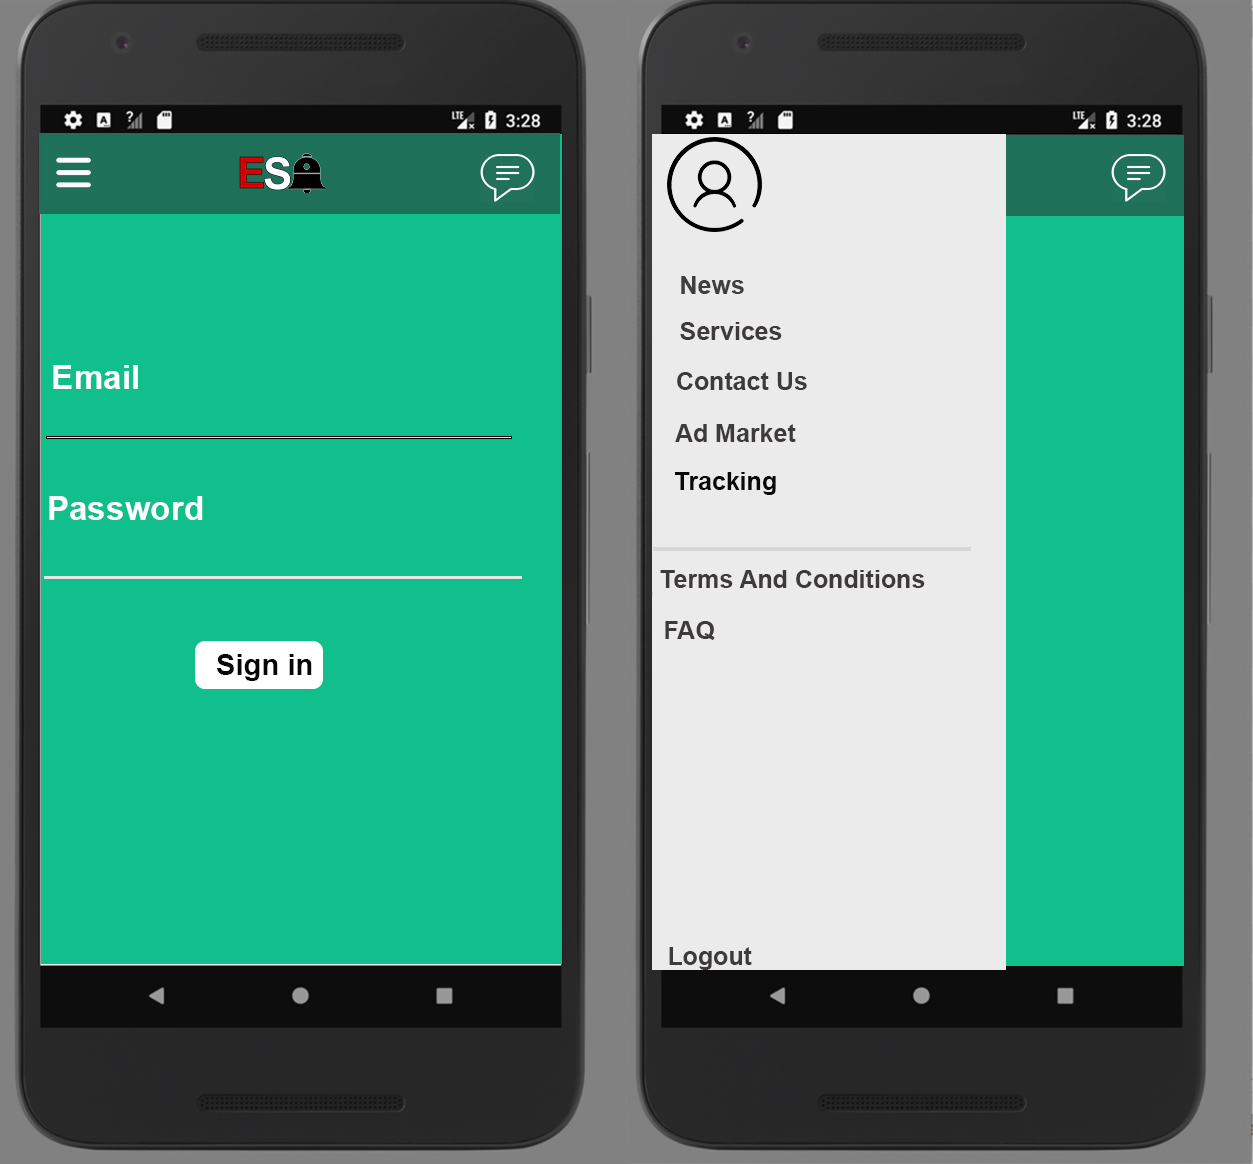 LTE 3:28
ES
Email
Password
Sign in
LTE 3:28
News
Services
Contact Us
Ad Market
Tracking
Terms And Conditions
FAQ
Logout